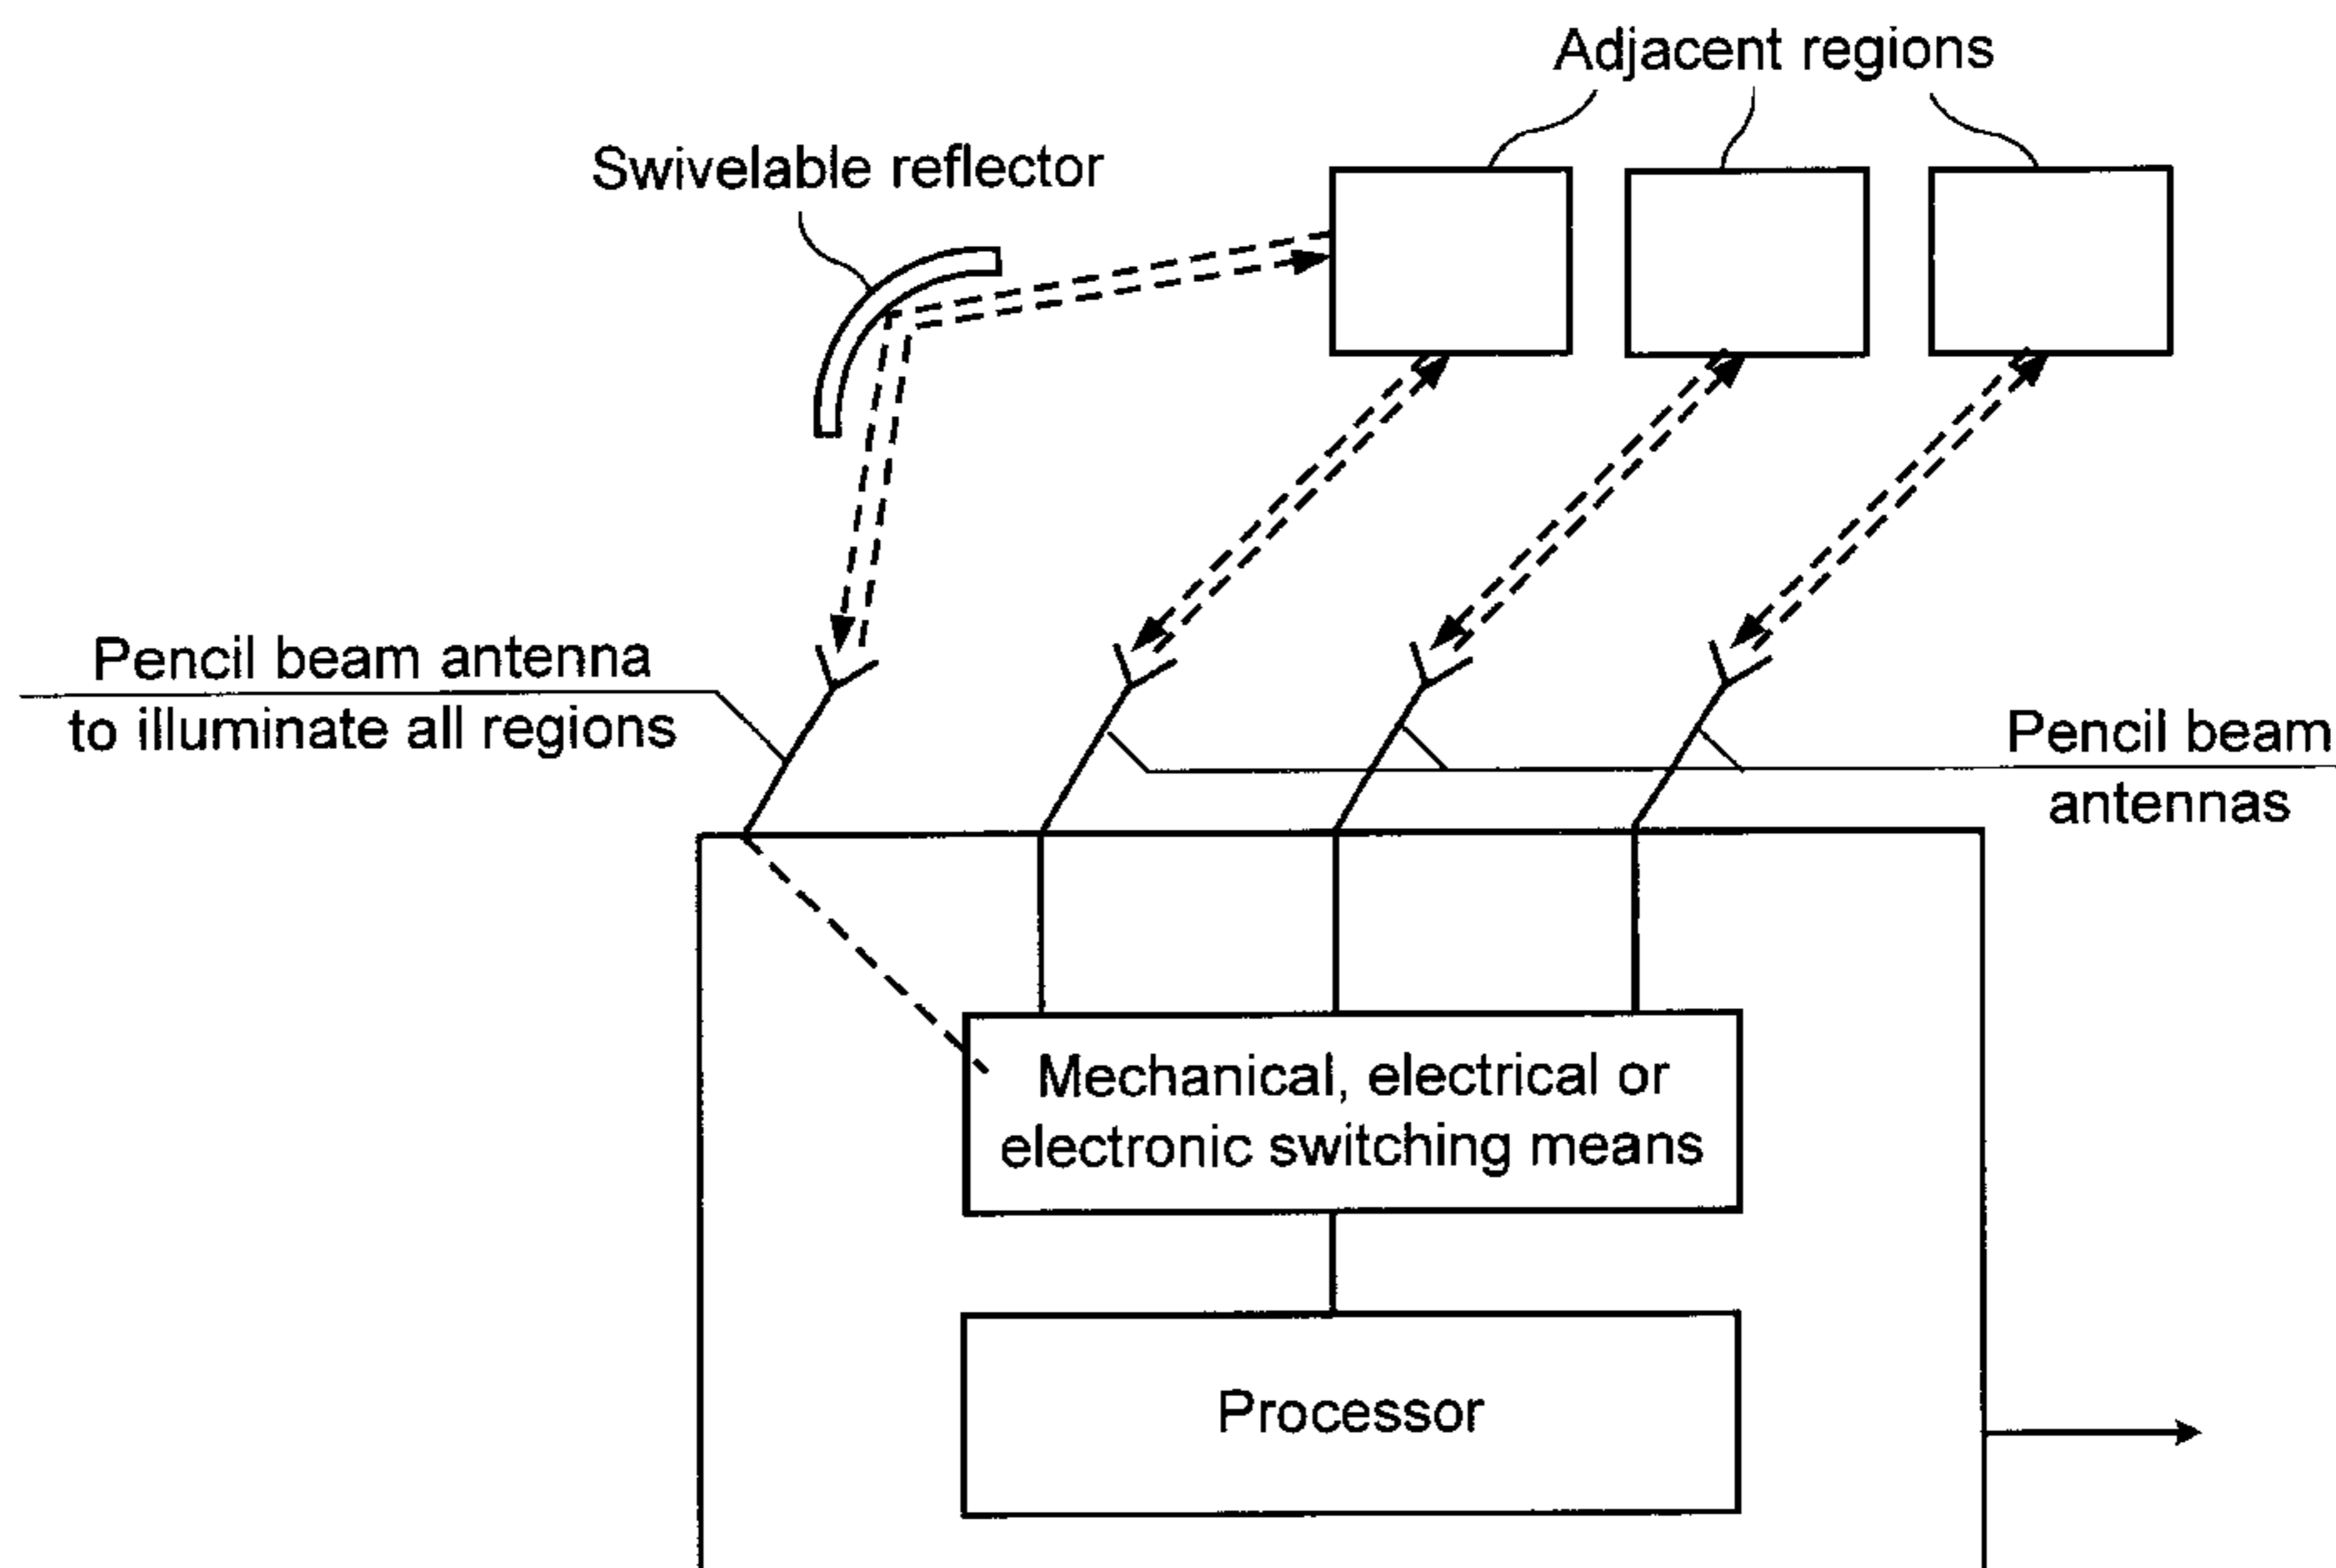 Adjacent regions
Swivelable reflector
Pencil beam antenna
to illuminate all regions
Pencil beam
antennas
Mechanical, electrical or
electronic switching means
Processor